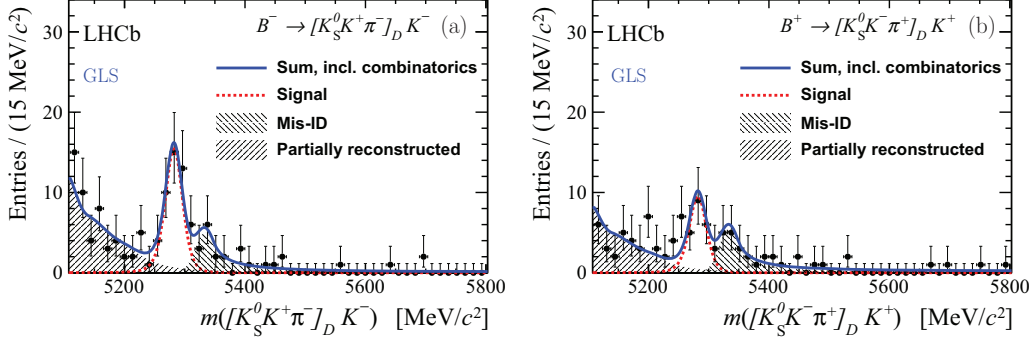 LHCb
B⁻ → [K⁰_S K⁺π⁻]_D K⁻ (a)
GLS
Sum, incl. combinatorics
Signal
Mis-ID
Partially reconstructed
Entries / (15 MeV/c²)
0
10
20
30
5200 5400 5600 5800
m([K⁰_S K⁺π⁻]_D K⁻) [MeV/c²]
LHCb
B⁺ → [K⁰_S K⁻π⁺]_D K⁺ (b)
GLS
Sum, incl. combinatorics
Signal
Mis-ID
Partially reconstructed
Entries / (15 MeV/c²)
0
10
20
30
5200 5400 5600 5800
m([K⁰_S K⁻π⁺]_D K⁺) [MeV/c²]